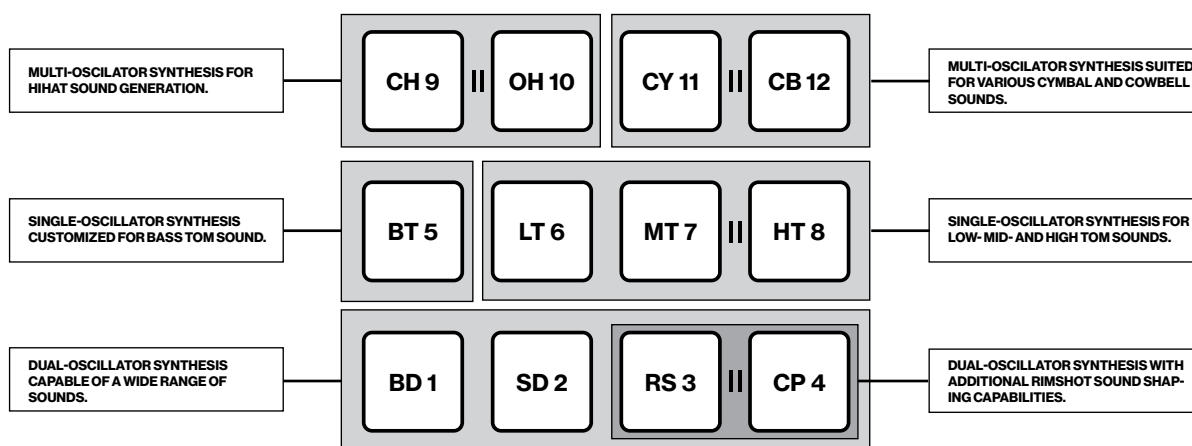 MULTI-OSCILATOR SYNTHESIS FOR
HIHAT SOUND GENERATION.
CH 9 OH 10 CY 11 CB 12
MULTI-OSCILATOR SYNTHESIS SUITED
FOR VARIOUS CYMBAL AND COWBELL
SOUNDS.
SINGLE-OSCILLATOR SYNTHESIS
CUSTOMIZED FOR BASS TOM SOUND.
BT 5 LT 6 MT 7 HT 8
SINGLE-OSCILLATOR SYNTHESIS FOR
LOW- MID- AND HIGH TOM SOUNDS.
DUAL-OSCILLATOR SYNTHESIS
CAPABLE OF A WIDE RANGE OF
SOUNDS.
BD 1 SD 2 RS 3 CP 4
DUAL-OSCILLATOR SYNTHESIS WITH
ADDITIONAL RIMSHOT SOUND SHAP-
ING CAPABILITIES.